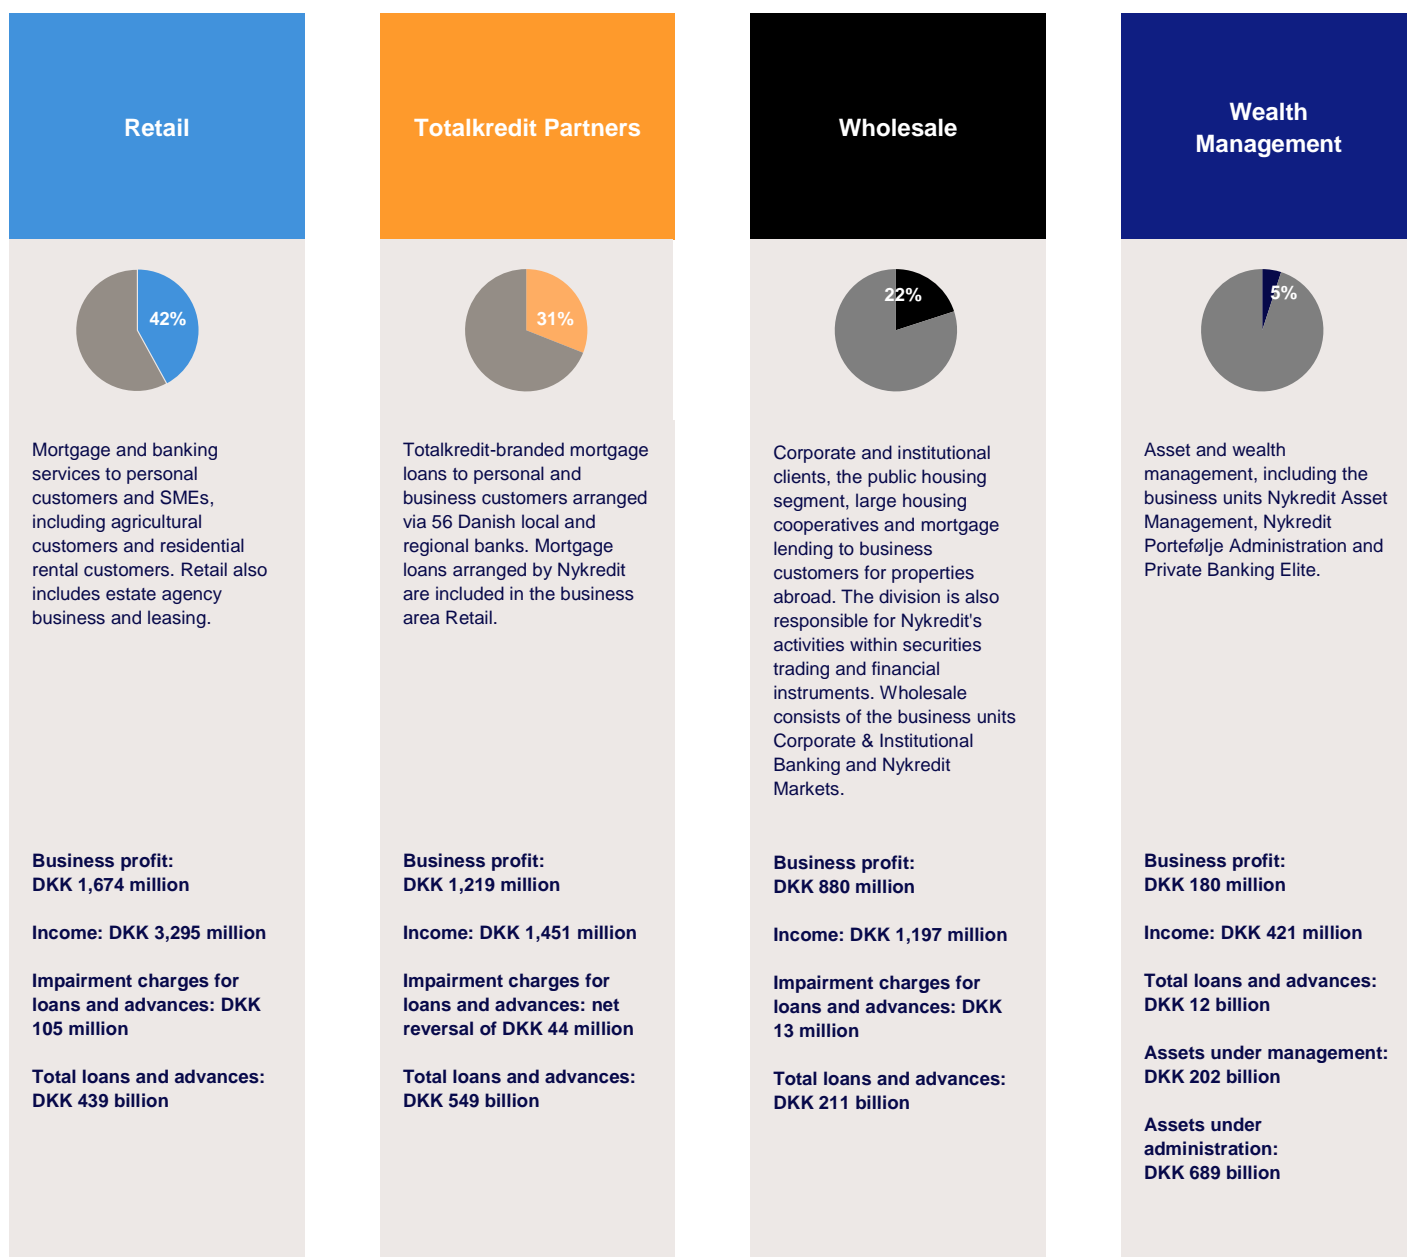 Retail
42%
Mortgage and banking
services to personal
customers and SMEs,
including agricultural
customers and residential
rental customers. Retail also
includes estate agency
business and leasing.
Business profit:
DKK 1,674 million
Income: DKK 3,295 million
Impairment charges for
loans and advances: DKK
105 million
Total loans and advances:
DKK 439 billion
Totalkredit Partners
31%
Totalkredit-branded mortgage
loans to personal and
business customers arranged
via 56 Danish local and
regional banks. Mortgage
loans arranged by Nykredit
are included in the business
area Retail.
Business profit:
DKK 1,219 million
Income: DKK 1,451 million
Impairment charges for
loans and advances: net
reversal of DKK 44 million
Total loans and advances:
DKK 549 billion
Wholesale
22%
Corporate and institutional
clients, the public housing
segment, large housing
cooperatives and mortgage
lending to business
customers for properties
abroad. The division is also
responsible for Nykredit's
activities within securities
trading and financial
instruments. Wholesale
consists of the business units
Corporate & Institutional
Banking and Nykredit
Markets.
Business profit:
DKK 880 million
Income: DKK 1,197 million
Impairment charges for
loans and advances: DKK
13 million
Total loans and advances:
DKK 211 billion
Wealth
Management
5%
Asset and wealth
management, including the
business units Nykredit Asset
Management, Nykredit
Portefølje Administration and
Private Banking Elite.
Business profit:
DKK 180 million
Income: DKK 421 million
Total loans and advances:
DKK 12 billion
Assets under management:
DKK 202 billion
Assets under
administration:
DKK 689 billion